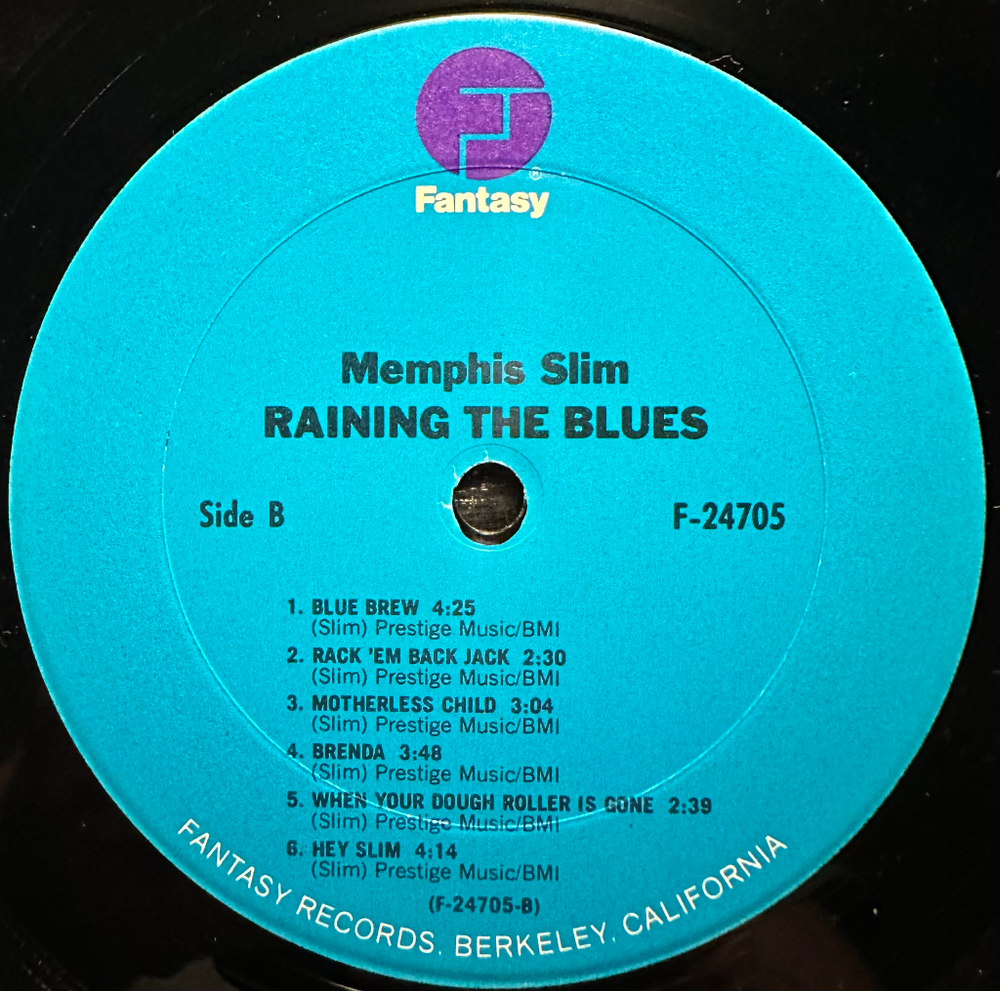 Fantasy
®
Memphis Slim
RAINING THE BLUES
Side B
F-24705
1. BLUE BREW 4:25
(Slim) Prestige Music/BMI
2. RACK 'EM BACK JACK 2:30
(Slim) Prestige Music/BMI
3. MOTHERLESS CHILD 3:04
(Slim) Prestige Music/BMI
4. BRENDA 3:48
(Slim) Prestige Music/BMI
5. WHEN YOUR DOUGH ROLLER IS GONE 2:39
(Slim) Prestige Music/BMI
6. HEY SLIM 4:14
(Slim) Prestige Music/BMI
(F-24705-B)
FANTASY RECORDS, BERKELEY, CALIFORNIA